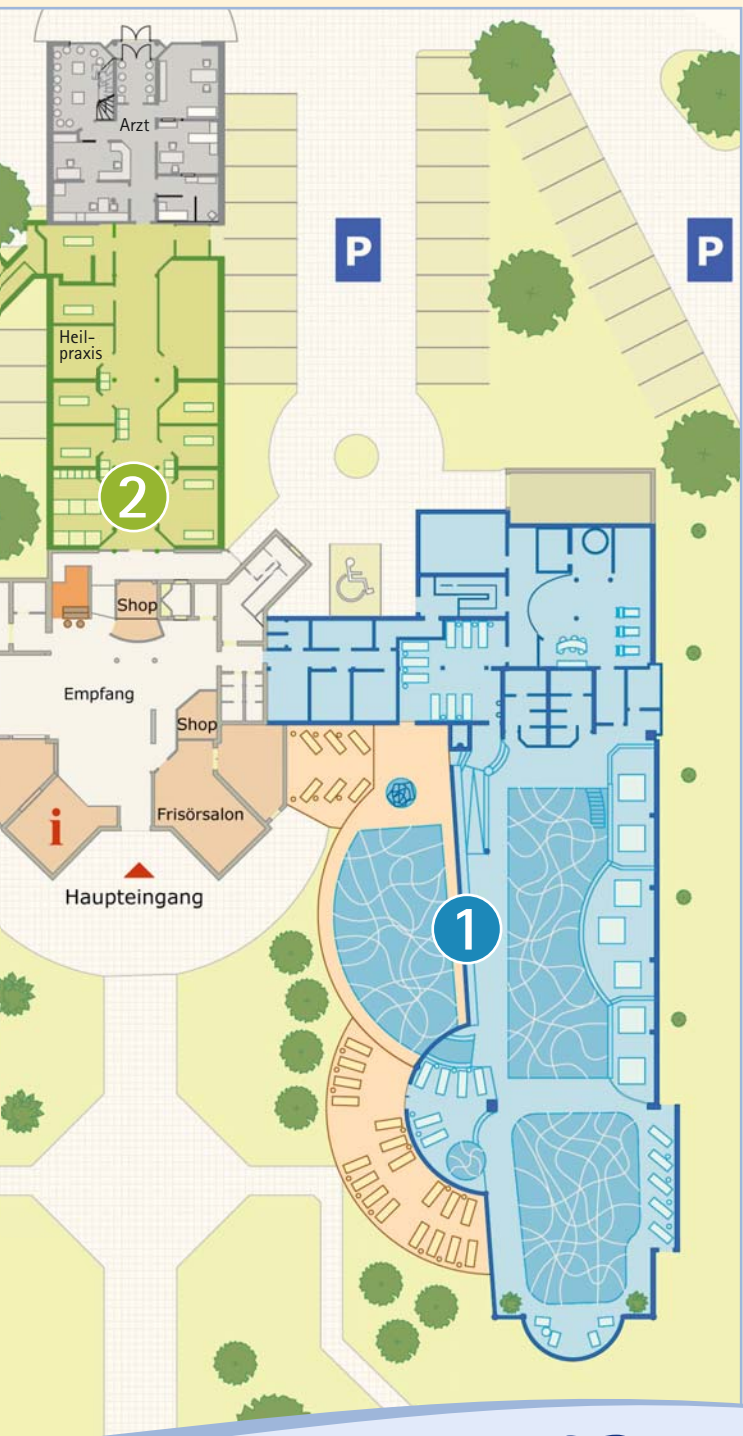 Arzt
P
P
Heil-
praxis
2
Shop
Empfang
Shop
i
Frisörsalon
Haupteingang
1